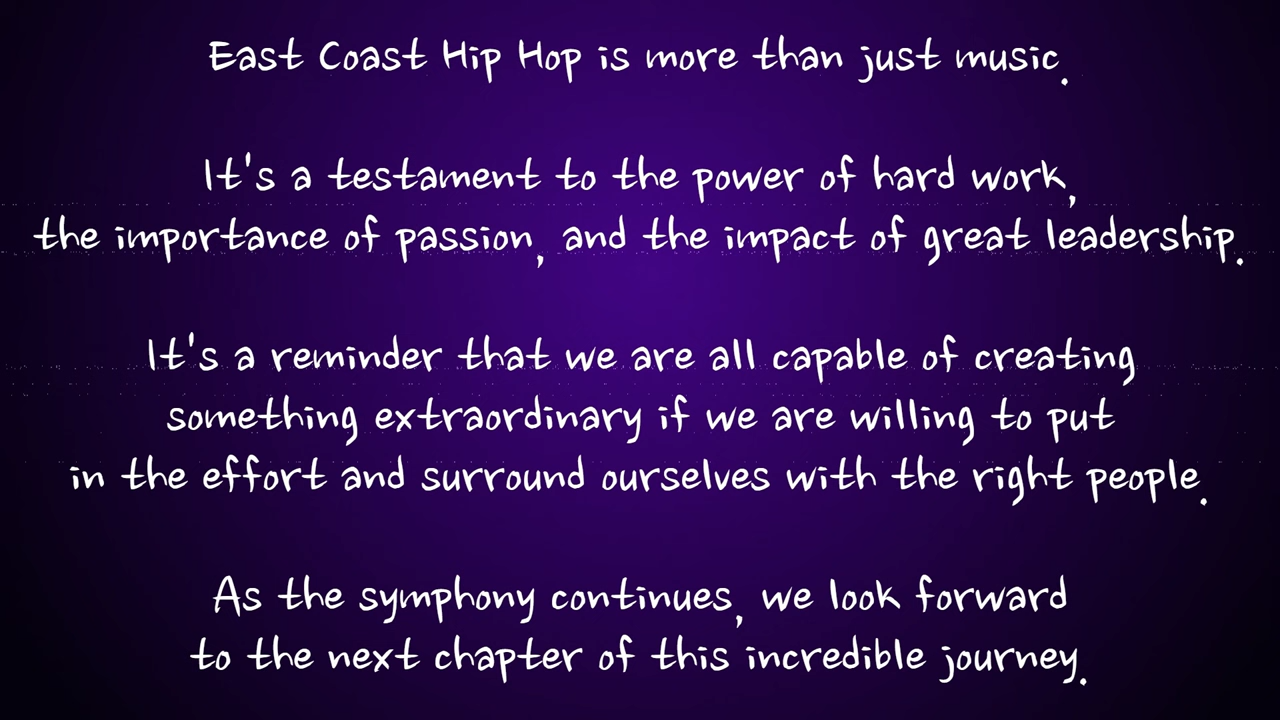 East Coast Hip Hop is more than just music.
It's a testament to the power of hard work,
the importance of passion, and the impact of great leadership.
It's a reminder that we are all capable of creating
something extraordinary if we are willing to put
in the effort and surround ourselves with the right people.
As the symphony continues, we look forward
to the next chapter of this incredible journey.